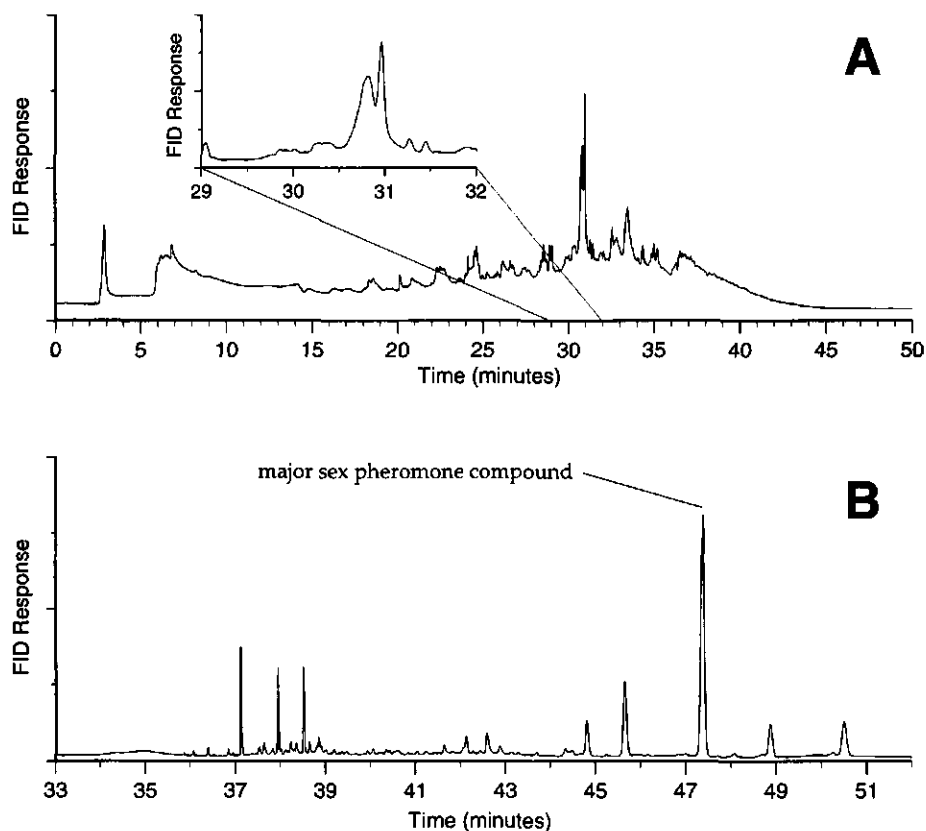 A
FID Response
FID Response
29 30 31 32
0 5 10 15 20 25 30 35 40 45 50
Time (minutes)
major sex pheromone compound
B
FID Response
33 35 37 39 41 43 45 47 49 51
Time (minutes)